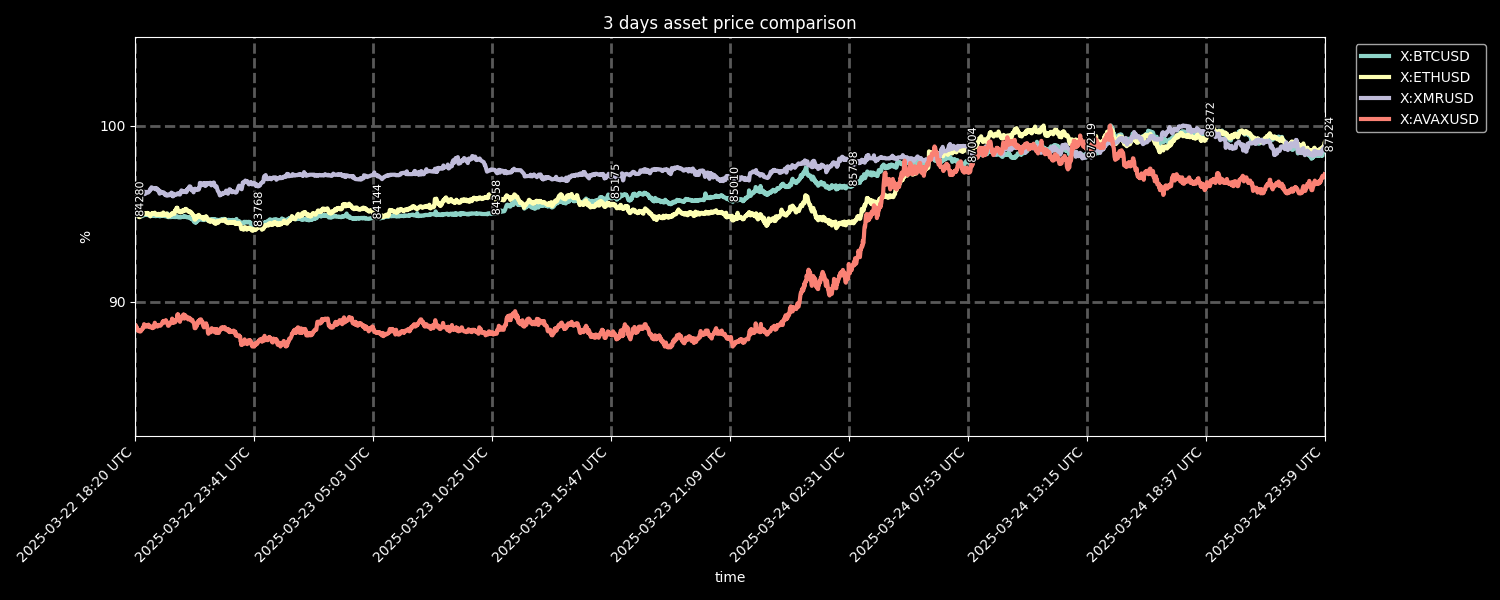 3 days asset price comparison
X:BTCUSD
X:ETHUSD
X:XMRUSD
X:AVAXUSD
100
90
%
84280
83768
84144
84358
85175
85010
85798
87004
87219
88272
87524
2025-03-22 18:20 UTC
2025-03-22 23:41 UTC
2025-03-23 05:03 UTC
2025-03-23 10:25 UTC
2025-03-23 15:47 UTC
2025-03-23 21:09 UTC
2025-03-24 02:31 UTC
2025-03-24 07:53 UTC
2025-03-24 13:15 UTC
2025-03-24 18:37 UTC
2025-03-24 23:59 UTC
time